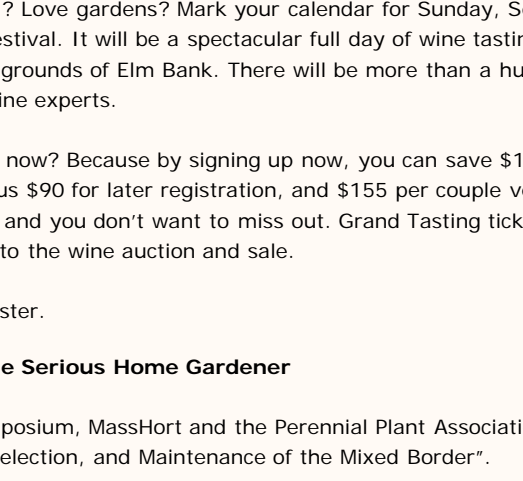 ? Love gardens? Mark your calendar for Sunday, S
estival. It will be a spectacular full day of wine tastin
grounds of Elm Bank. There will be more than a hu
ine experts.
now? Because by signing up now, you can save $1
us $90 for later registration, and $155 per couple v
and you don't want to miss out. Grand Tasting tick
to the wine auction and sale.
ster.
e Serious Home Gardener
posium, MassHort and the Perennial Plant Associati
election, and Maintenance of the Mixed Border".